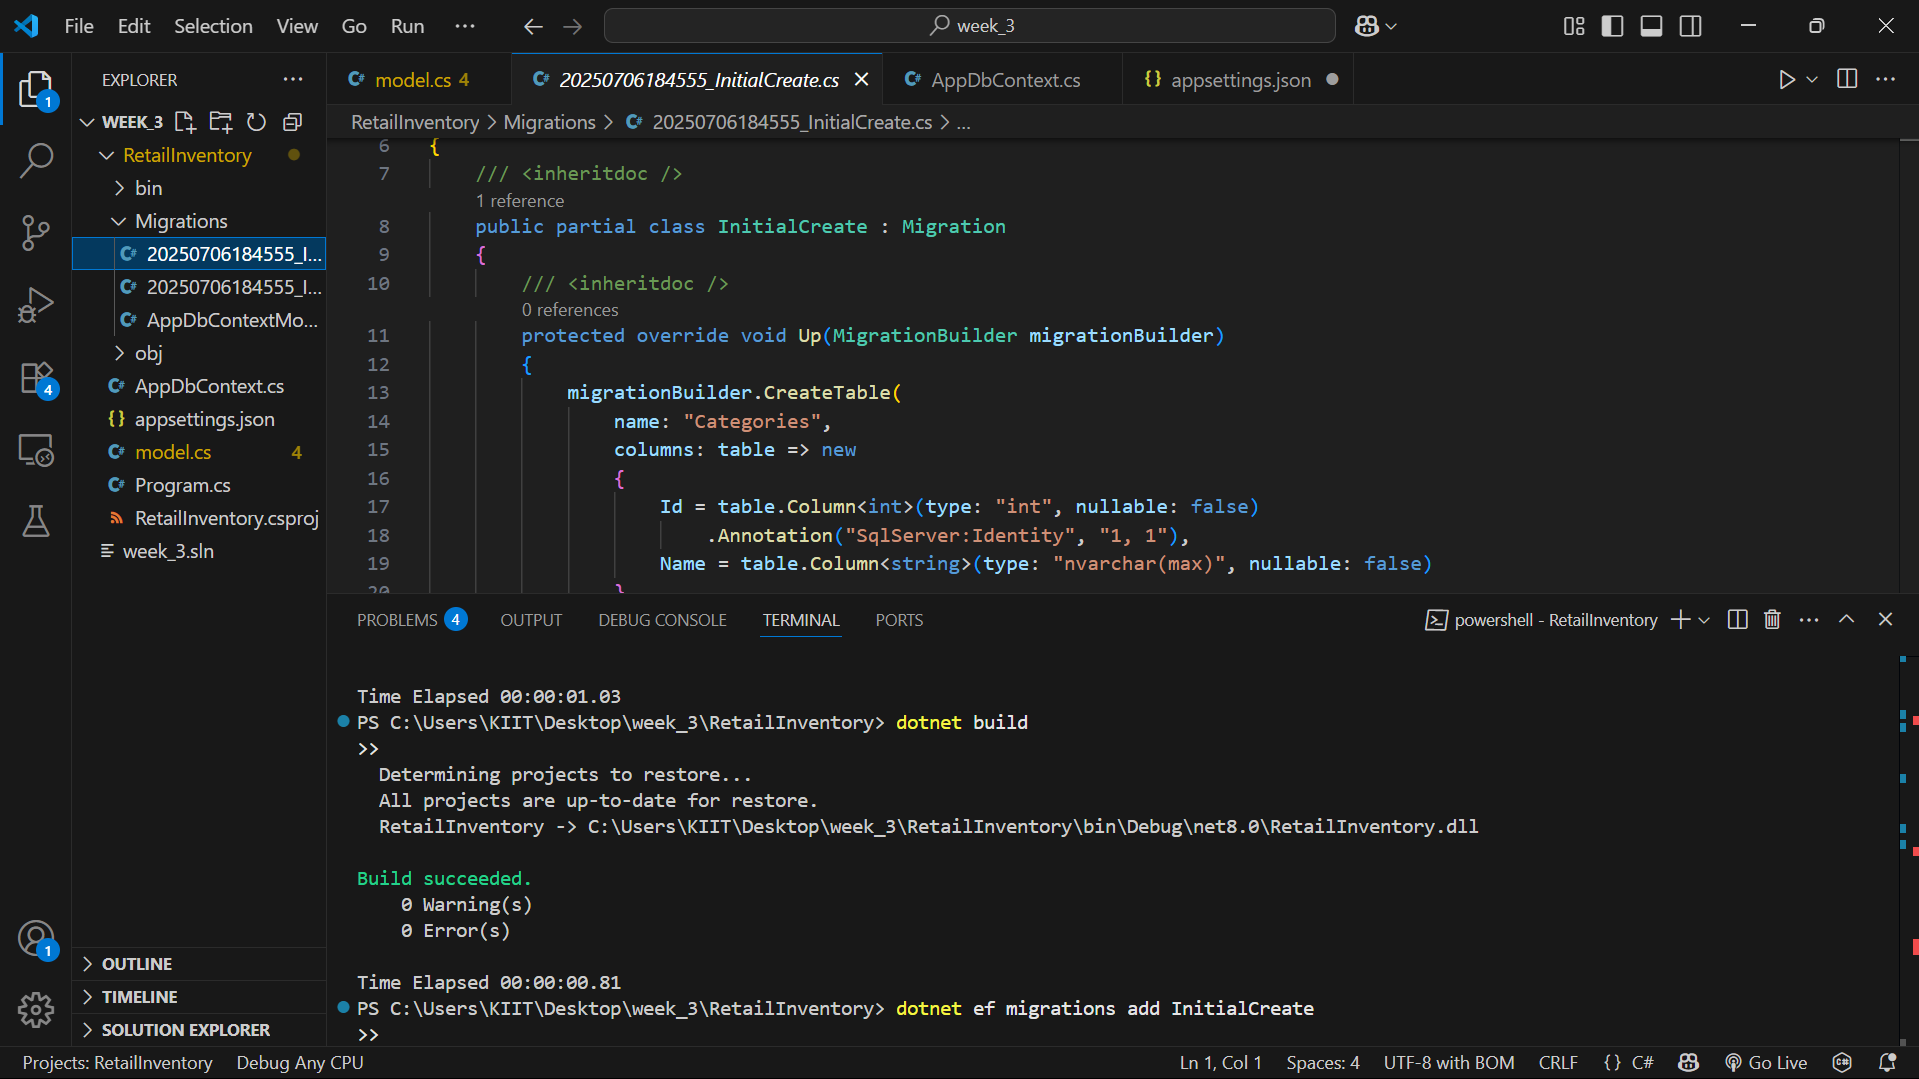 File Edit Selection View Go Run ··· week_3
EXPLORER
WEEK_3
RetailInventory
bin
Migrations
20250706184555_I...
20250706184555_I...
AppDbContextMo...
obj
AppDbContext.cs
{} appsettings.json
model.cs 4
Program.cs
RetailInventory.csproj
week_3.sln
OUTLINE
TIMELINE
SOLUTION EXPLORER
1
4
1
model.cs 4 20250706184555_InitialCreate.cs AppDbContext.cs {} appsettings.json
RetailInventory > Migrations > 20250706184555_InitialCreate.cs > ...
6 {
7 /// <inheritdoc />
1 reference
8 public partial class InitialCreate : Migration
9 {
10 /// <inheritdoc />
0 references
11 protected override void Up(MigrationBuilder migrationBuilder)
12 {
13 migrationBuilder.CreateTable(
14 name: "Categories",
15 columns: table => new
16 {
17 Id = table.Column<int>(type: "int", nullable: false)
18 .Annotation("SqlServer:Identity", "1, 1"),
19 Name = table.Column<string>(type: "nvarchar(max)", nullable: false)
20 }
PROBLEMS 4 OUTPUT DEBUG CONSOLE TERMINAL PORTS powershell - RetailInventory
Time Elapsed 00:00:01.03
PS C:\Users\KIIT\Desktop\week_3\RetailInventory> dotnet build
>>
Determining projects to restore...
All projects are up-to-date for restore.
RetailInventory -> C:\Users\KIIT\Desktop\week_3\RetailInventory\bin\Debug\net8.0\RetailInventory.dll
Build succeeded.
0 Warning(s)
0 Error(s)
Time Elapsed 00:00:00.81
PS C:\Users\KIIT\Desktop\week_3\RetailInventory> dotnet ef migrations add InitialCreate
>>
Projects: RetailInventory Debug Any CPU Ln 1, Col 1 Spaces: 4 UTF-8 with BOM CRLF {} C# Go Live